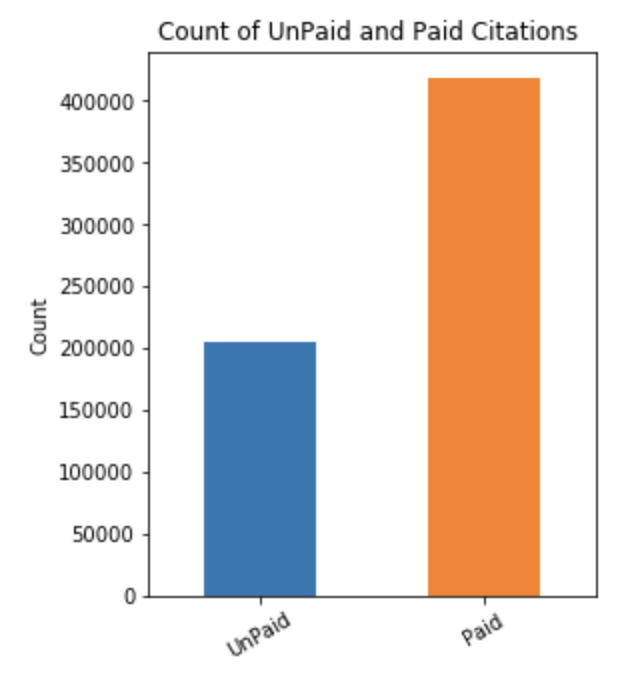 Count of UnPaid and Paid Citations
400000
350000
300000
250000
200000
150000
100000
50000
0
Count
UnPaid
Paid